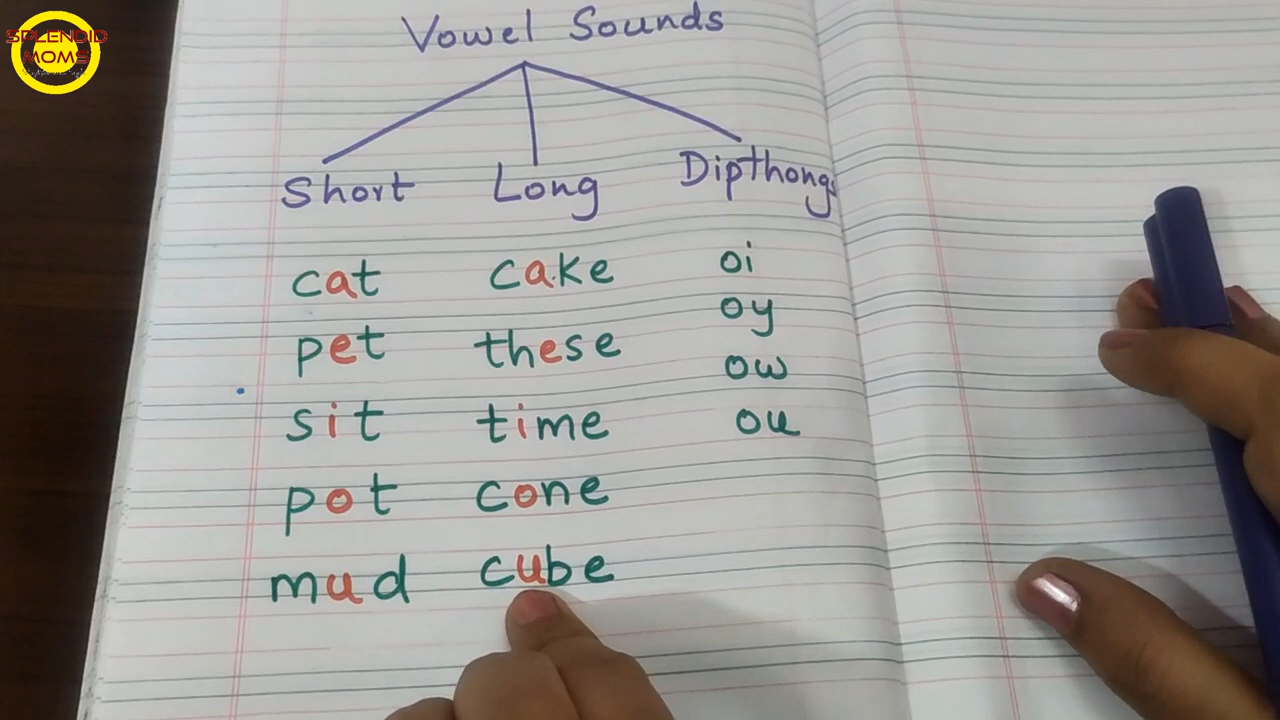 SPLENDID
MOMS
Vowel Sounds
Short Long Dipthongs
cat cake oi
pet these oy
sit time ow
pot cone ou
mud cube